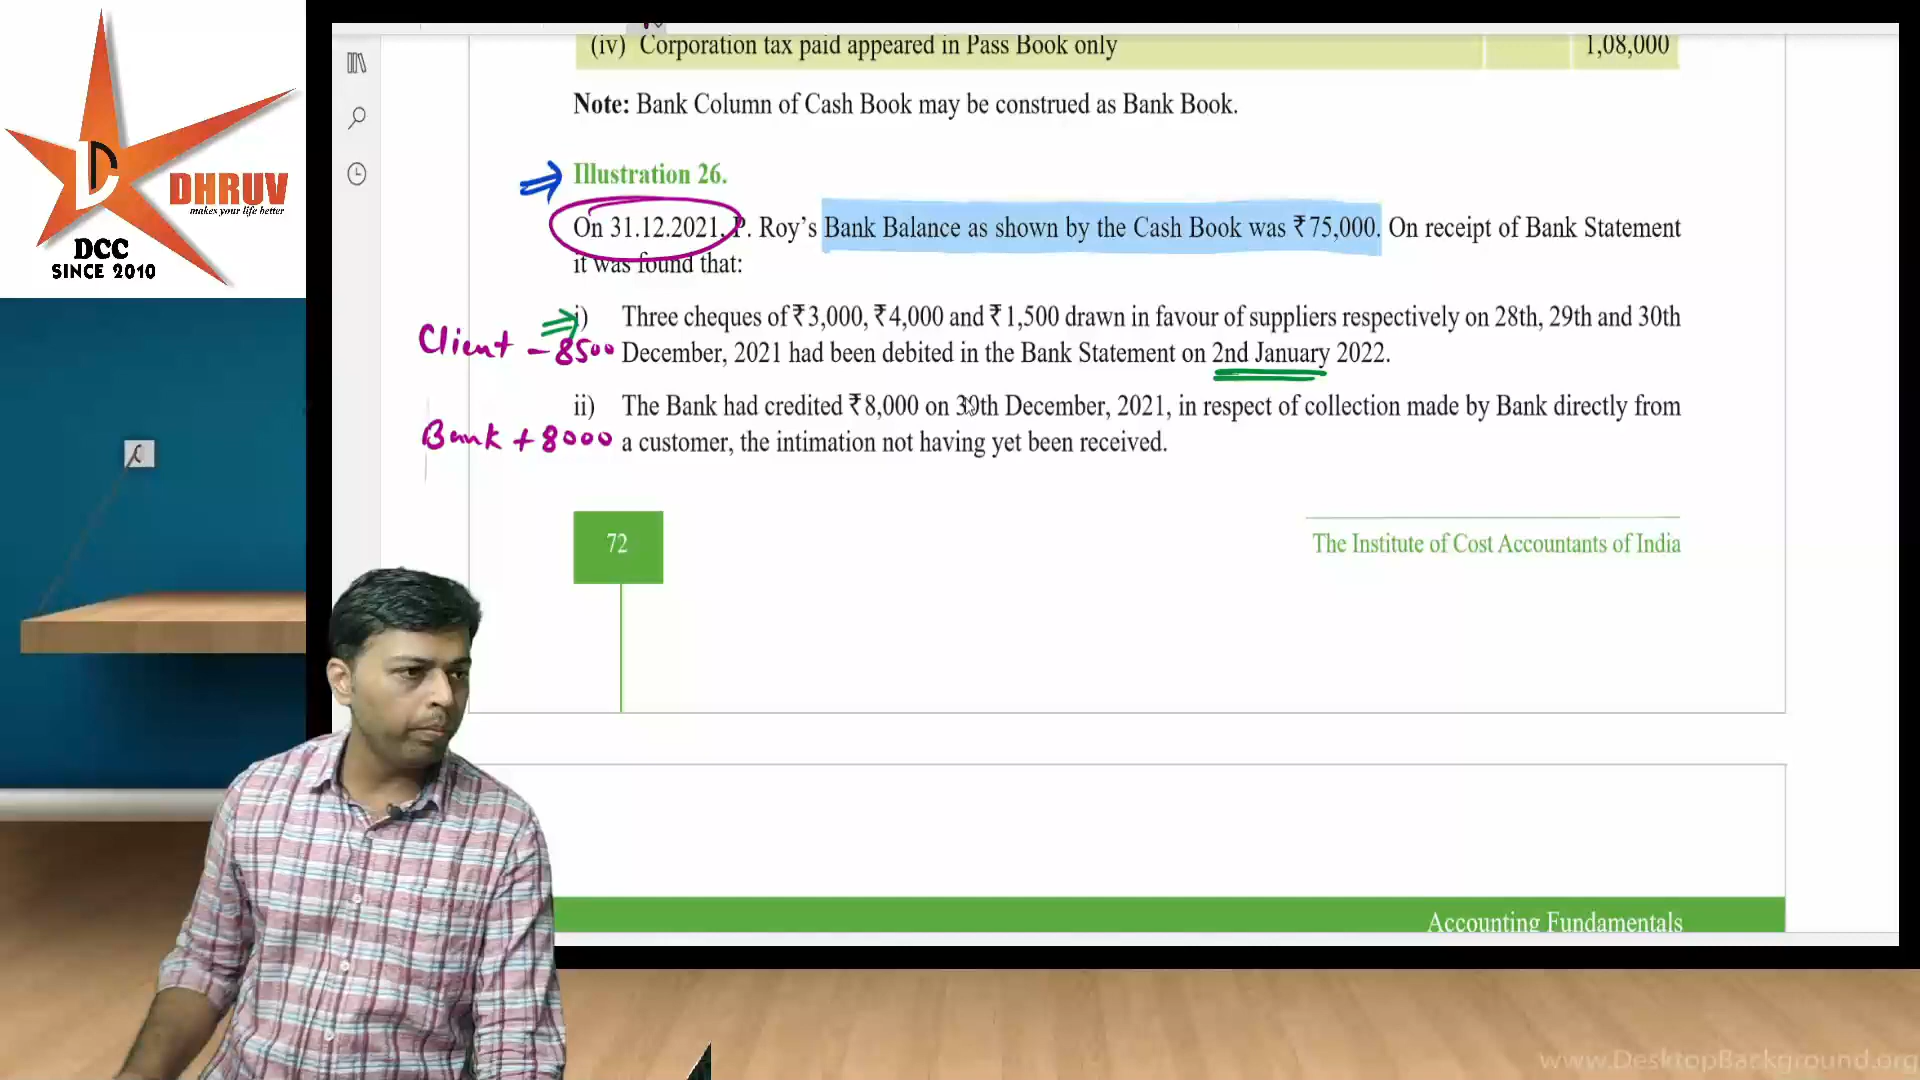 (iv) Corporation tax paid appeared in Pass Book only 1,08,000
Note: Bank Column of Cash Book may be construed as Bank Book.
Illustration 26.
On 31.12.2021, P. Roy's Bank Balance as shown by the Cash Book was ₹ 75,000. On receipt of Bank Statement
it was found that:
i) Three cheques of ₹ 3,000, ₹ 4,000 and ₹ 1,500 drawn in favour of suppliers respectively on 28th, 29th and 30th
December, 2021 had been debited in the Bank Statement on 2nd January 2022.
Client - 8500
ii) The Bank had credited ₹ 8,000 on 30th December, 2021, in respect of collection made by Bank directly from
a customer, the intimation not having yet been received.
Bank + 8000
72
The Institute of Cost Accountants of India
Accounting Fundamentals
DC
DHRUV
makes your life better
DCC
SINCE 2010
www.DesktopBackground.org